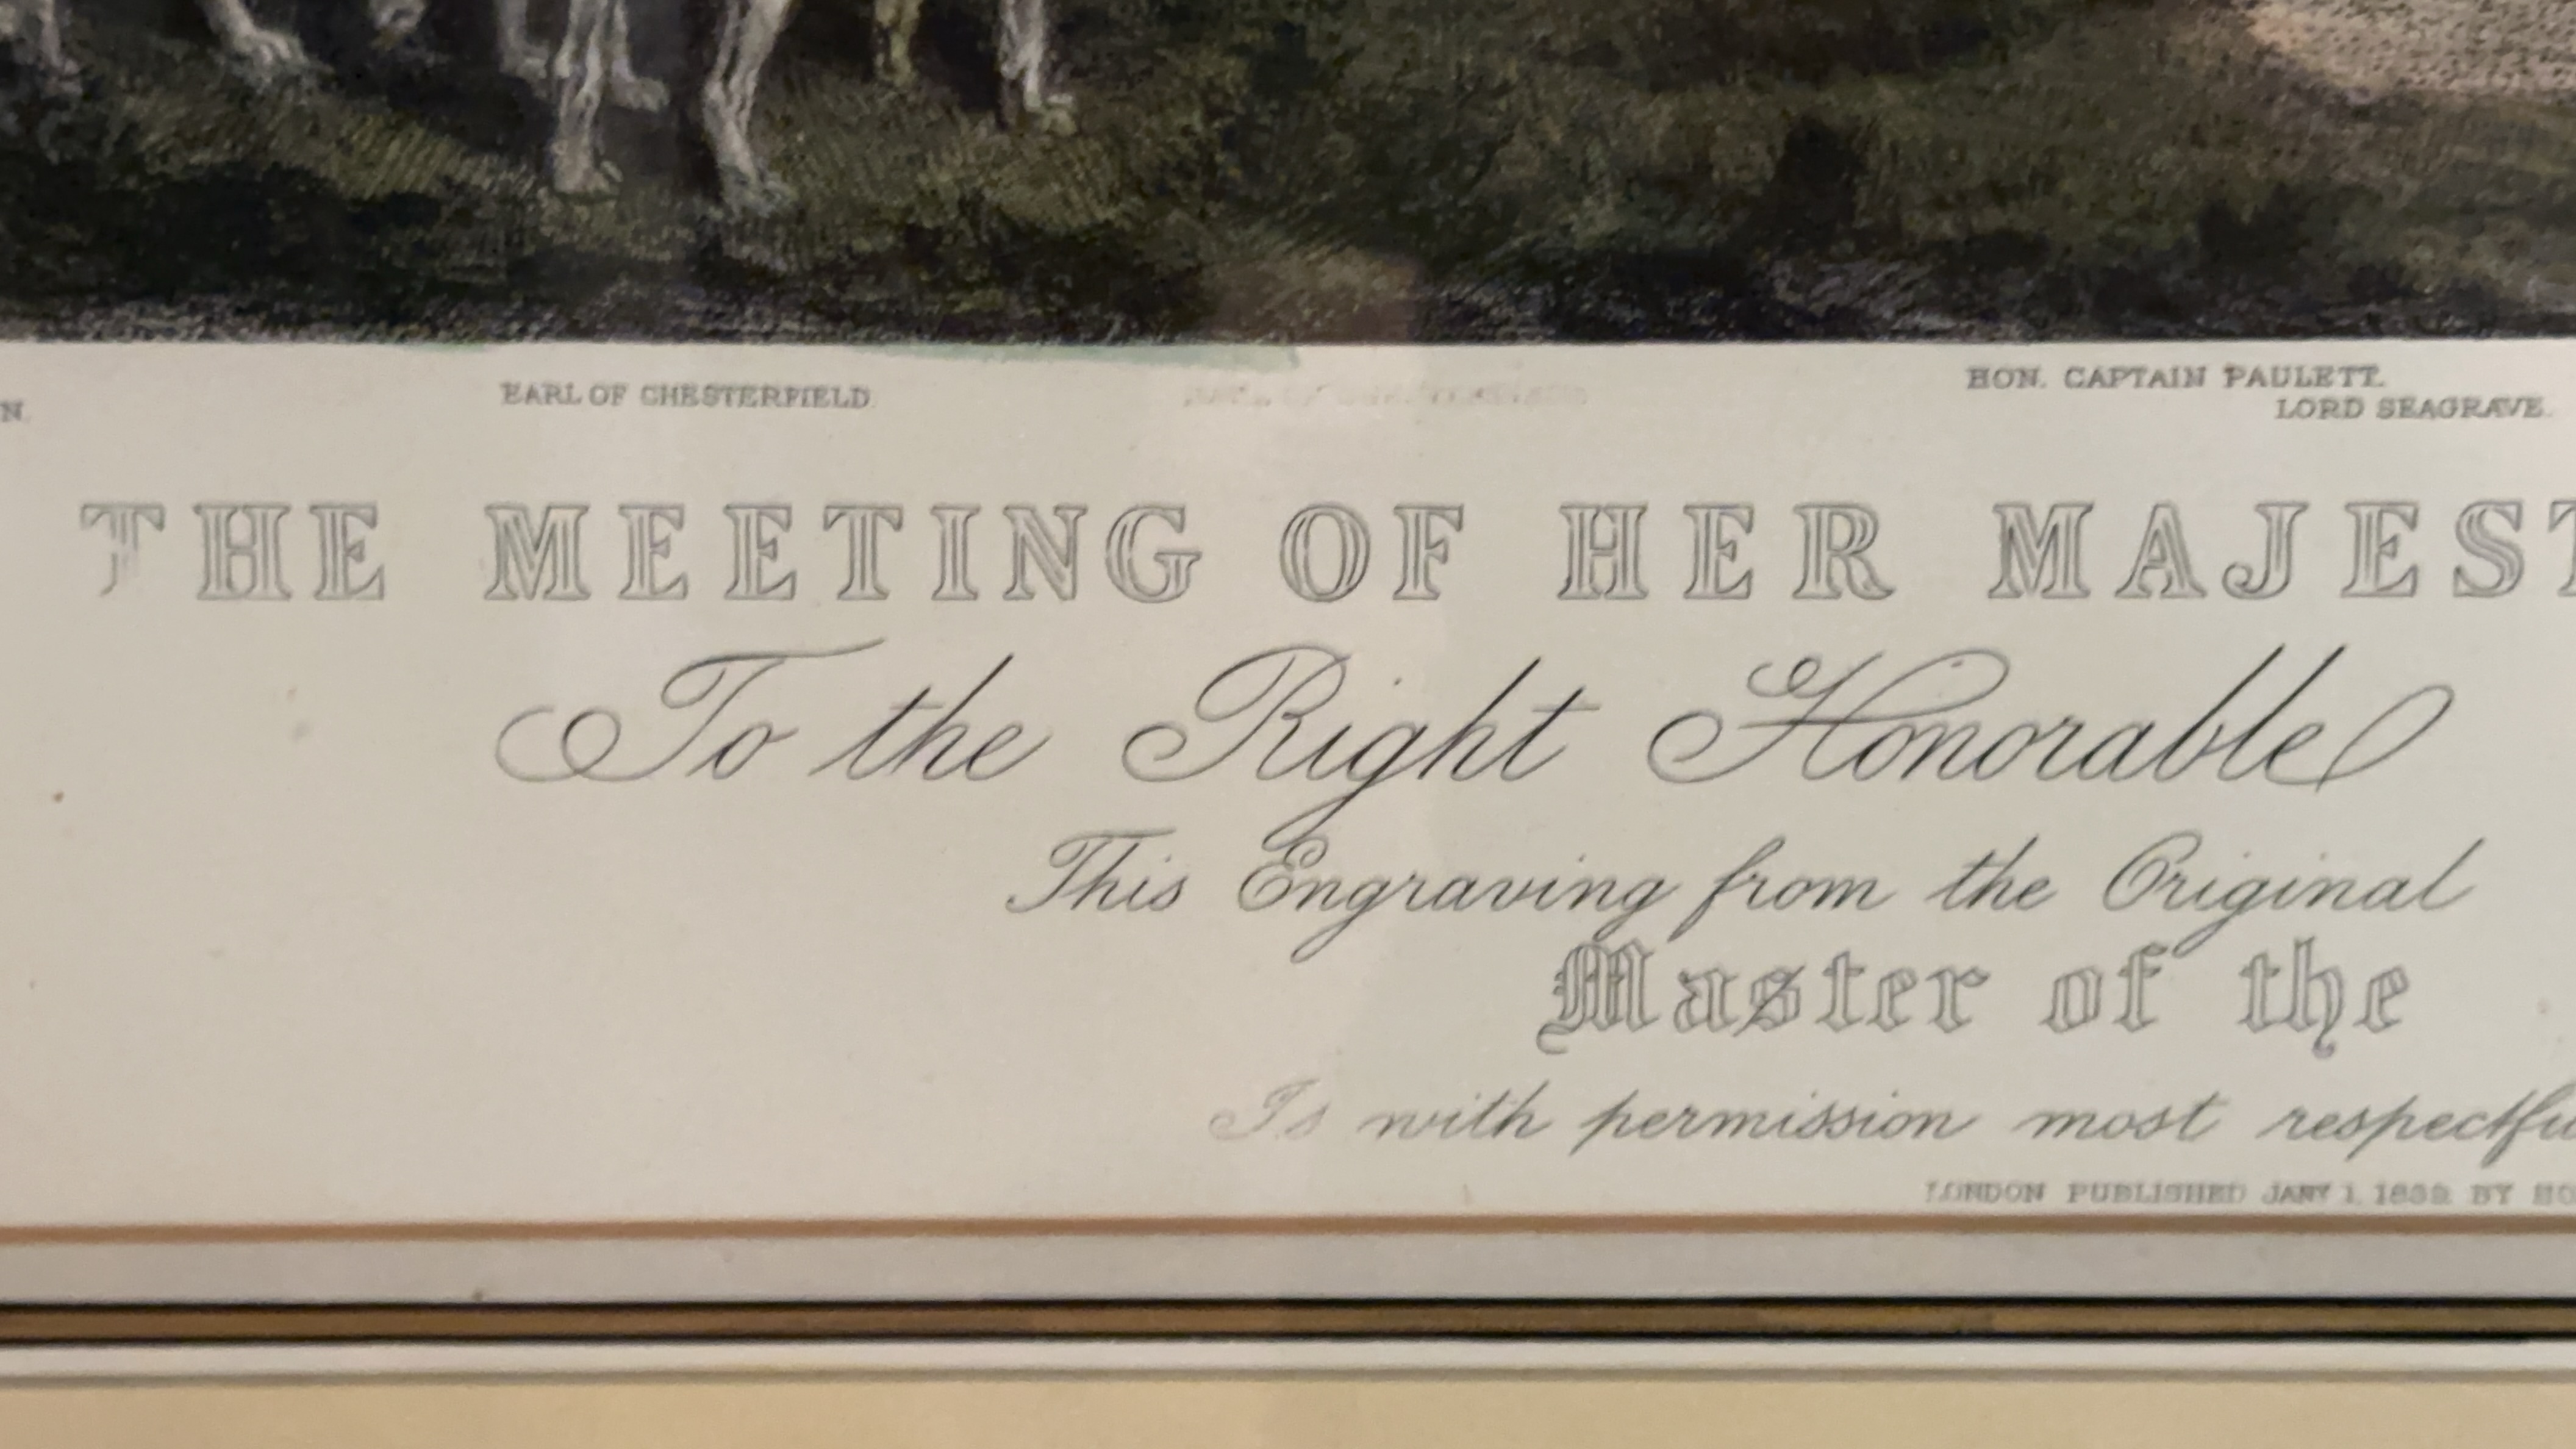 N.
EARL OF CHESTERFIELD
HON. CAPTAIN PAULETT.
LORD SEAGRAVE.
THE MEETING OF HER MAJEST
To the Right Honorable
This Engraving from the Original
Master of the
Is with permission most respectfu
LONDON PUBLISHED JANY 1. BY HO